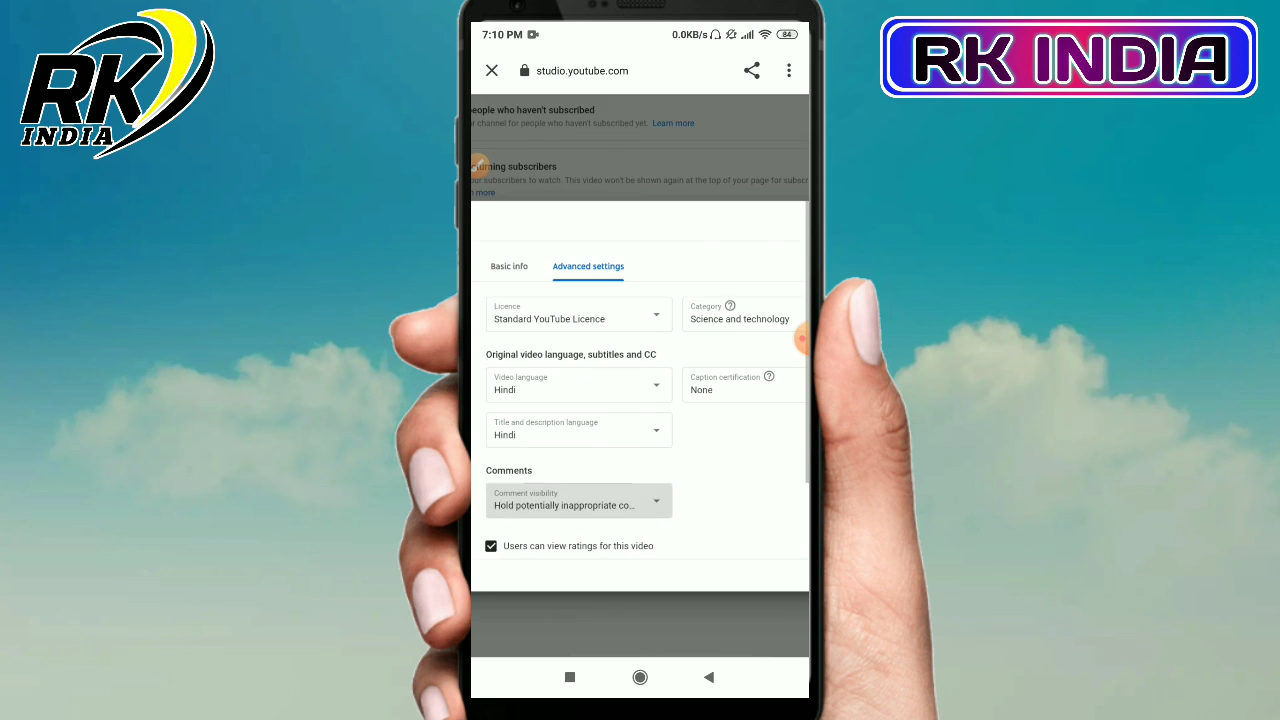 RK
INDIA
RK INDIA
7:10 PM
0.0KB/s
84
studio.youtube.com
people who haven't subscribed
r channel for people who haven't subscribed yet. Learn more
rning subscribers
our subscribers to watch. This video won't be shown again at the top of your page for subscr
more
Basic info
Advanced settings
Licence
Standard YouTube Licence
Category
Science and technology
Original video language, subtitles and CC
Video language
Hindi
Caption certification
None
Title and description language
Hindi
Comments
Comment visibility
Hold potentially inappropriate co...
Users can view ratings for this video